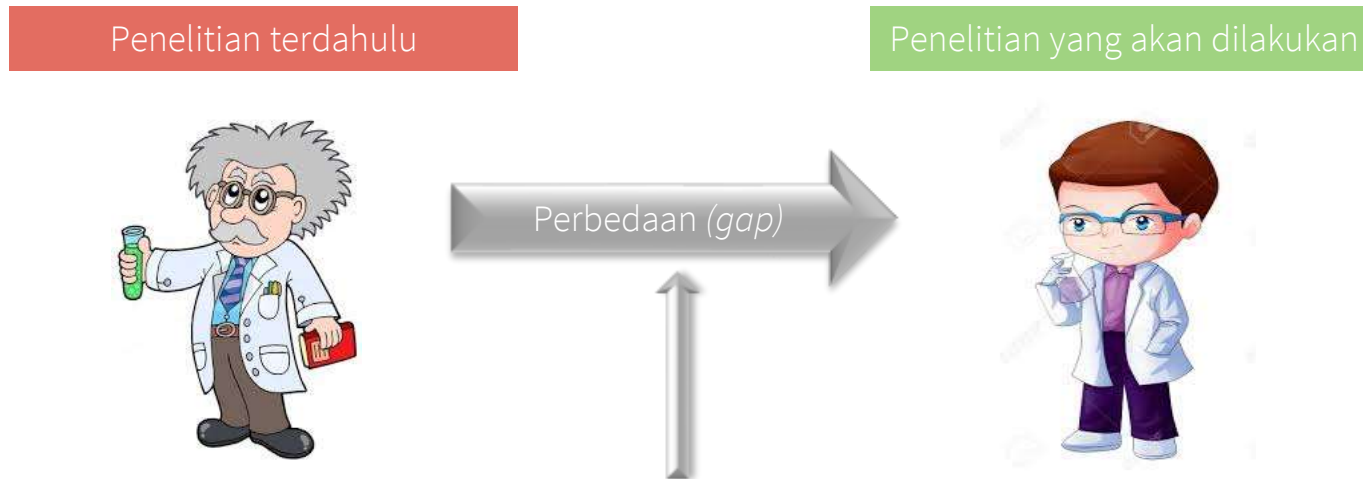 Penelitian terdahulu
Penelitian yang akan dilakukan
Perbedaan (gap)